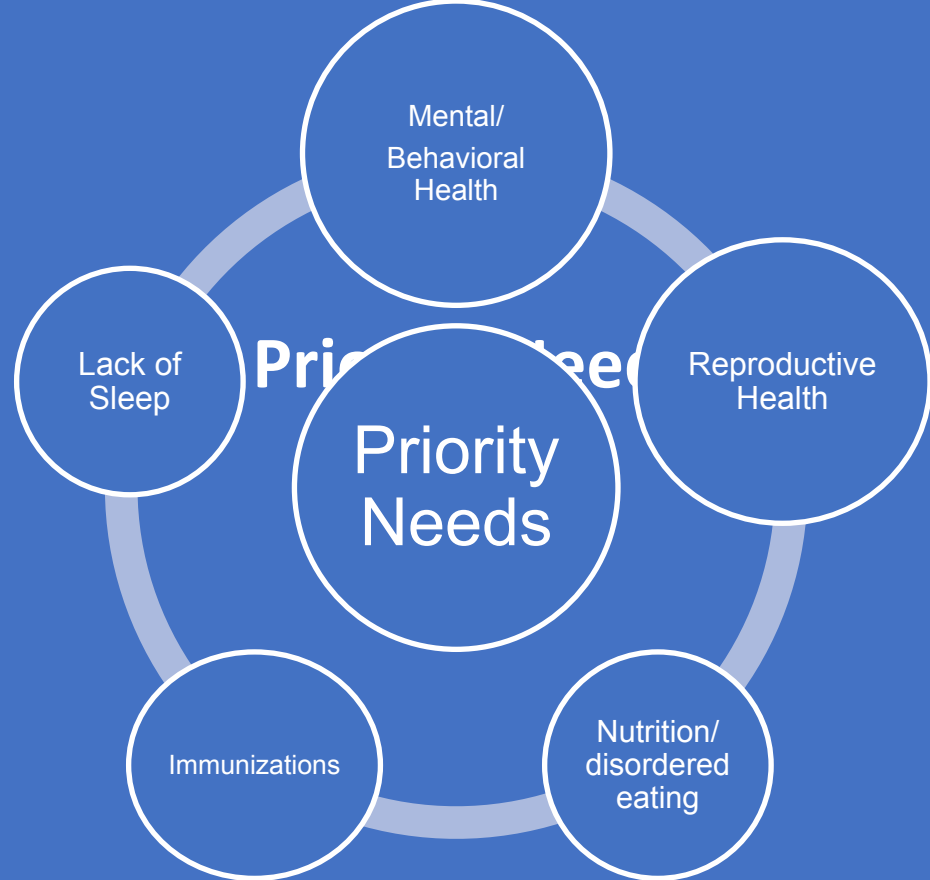 Mental/
Behavioral
Health
Lack of
Sleep
Reproductive
Health
Priority
Needs
Immunizations
Nutrition/
disordered
eating